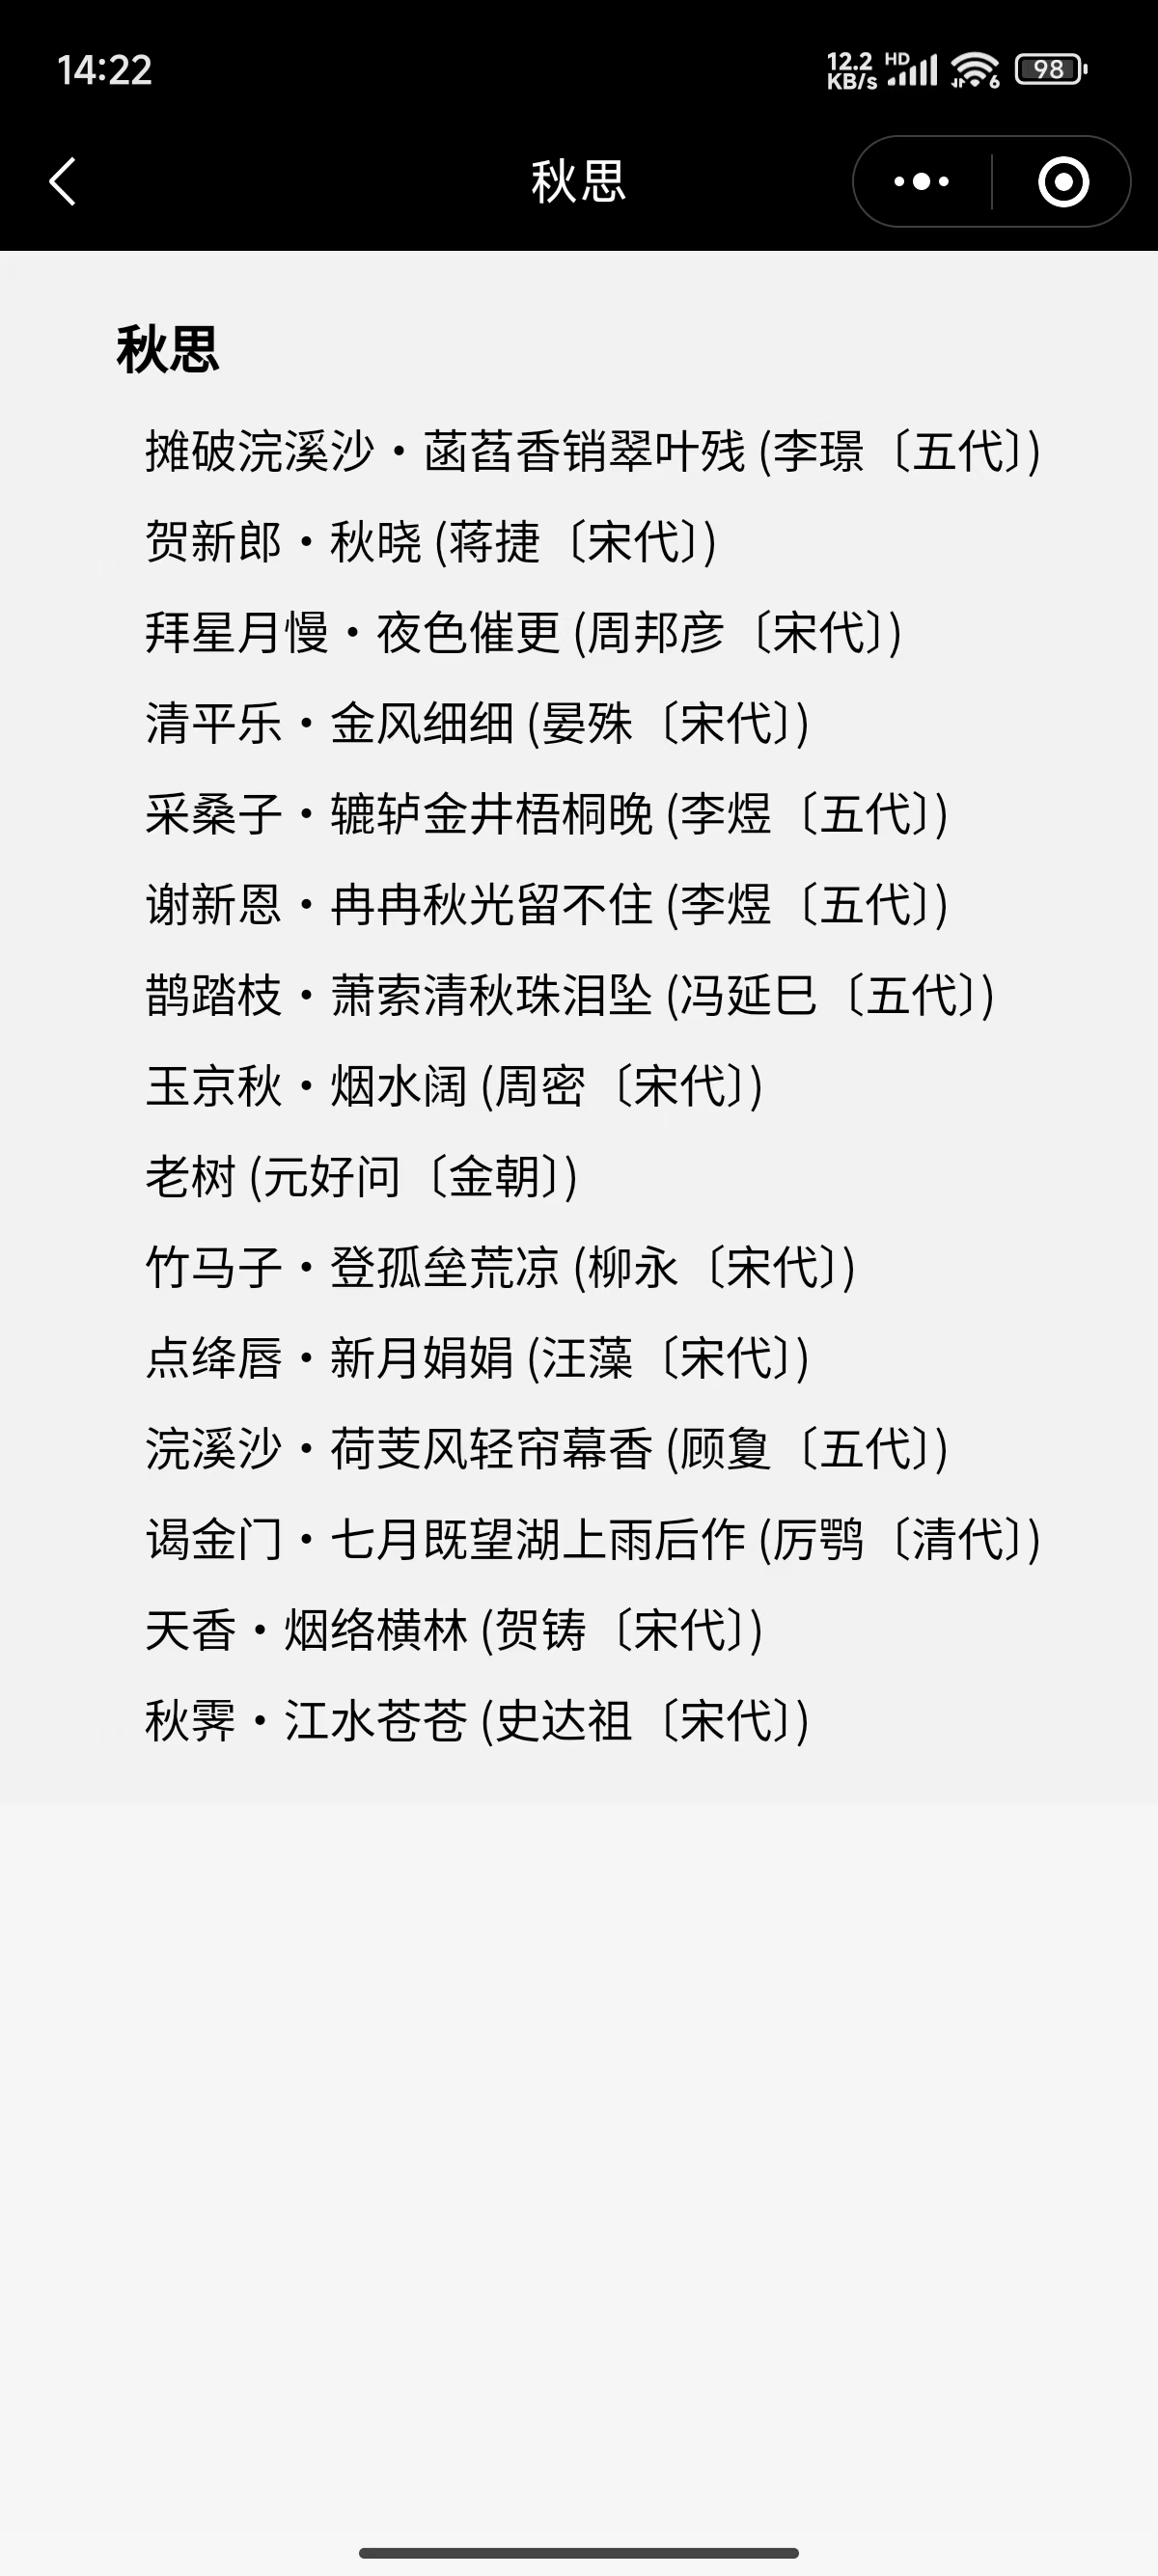 14:22
12.2 KB/s HD 6 98
秋思
秋思
摊破浣溪沙·菡萏香销翠叶残 (李璟〔五代〕)
贺新郎·秋晓 (蒋捷〔宋代〕)
拜星月慢·夜色催更 (周邦彦〔宋代〕)
清平乐·金风细细 (晏殊〔宋代〕)
采桑子·辘轳金井梧桐晚 (李煜〔五代〕)
谢新恩·冉冉秋光留不住 (李煜〔五代〕)
鹊踏枝·萧索清秋珠泪坠 (冯延巳〔五代〕)
玉京秋·烟水阔 (周密〔宋代〕)
老树 (元好问〔金朝〕)
竹马子·登孤垒荒凉 (柳永〔宋代〕)
点绛唇·新月娟娟 (汪藻〔宋代〕)
浣溪沙·荷芰风轻帘幕香 (顾敻〔五代〕)
谒金门·七月既望湖上雨后作 (厉鹗〔清代〕)
天香·烟络横林 (贺铸〔宋代〕)
秋霁·江水苍苍 (史达祖〔宋代〕)